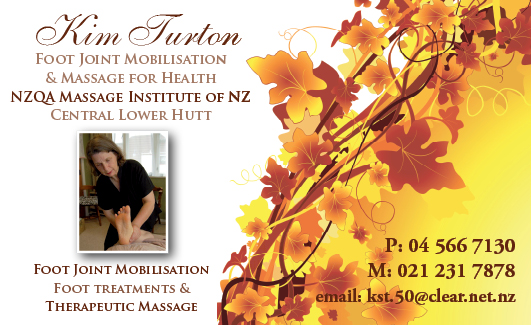 Kim Turton
Foot Joint Mobilisation
& Massage for Health
NZQA Massage Institute of NZ
Central Lower Hutt
Foot Joint Mobilisation
Foot treatments &
Therapeutic Massage
P: 04 566 7130
M: 021 231 7878
email: kst.50@clear.net.nz